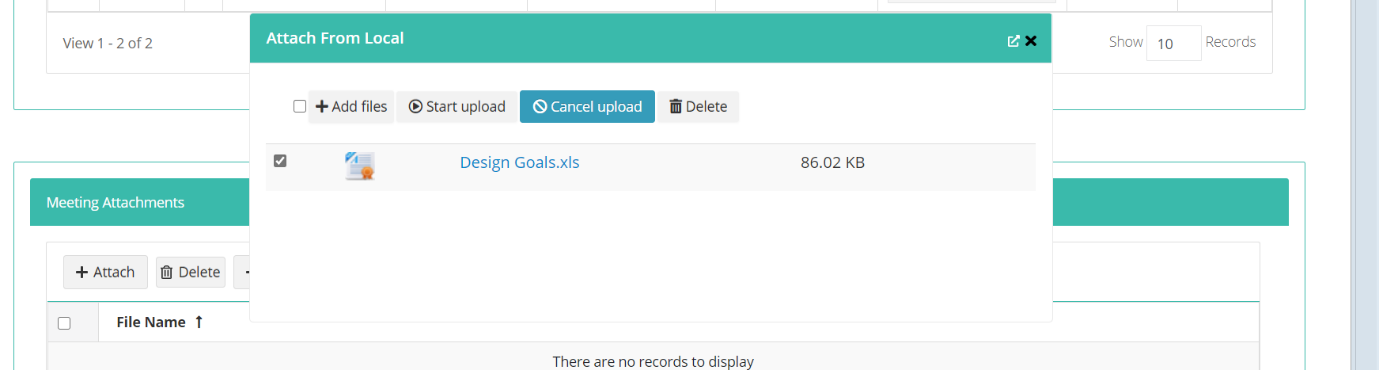 View 1 - 2 of 2
Show 10 Records
Attach From Local
Add files Start upload Cancel upload Delete
Design Goals.xls 86.02 KB
Meeting Attachments
Attach Delete
File Name ↑
There are no records to display